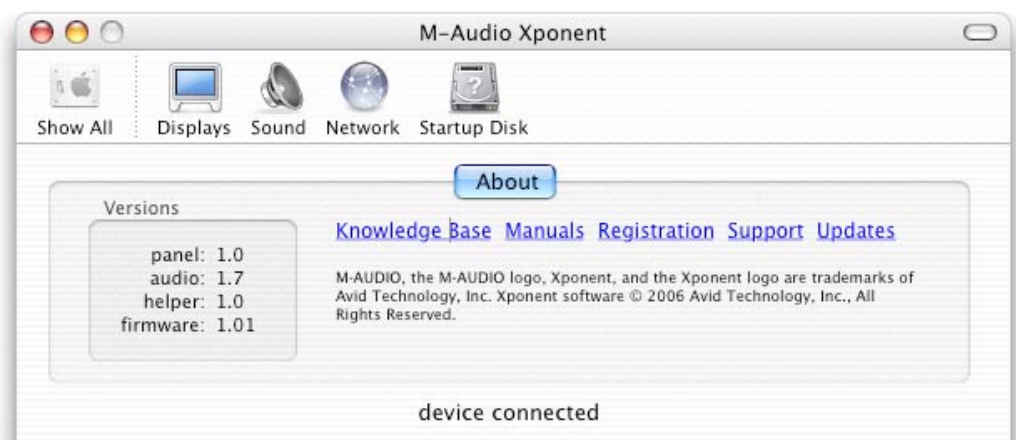 M-Audio Xponent
Show All Displays Sound Network Startup Disk
About
Versions
panel: 1.0
audio: 1.7
helper: 1.0
firmware: 1.01
Knowledge Base Manuals Registration Support Updates
M-AUDIO, the M-AUDIO logo, Xponent, and the Xponent logo are trademarks of
Avid Technology, Inc. Xponent software © 2006 Avid Technology, Inc., All
Rights Reserved.
device connected